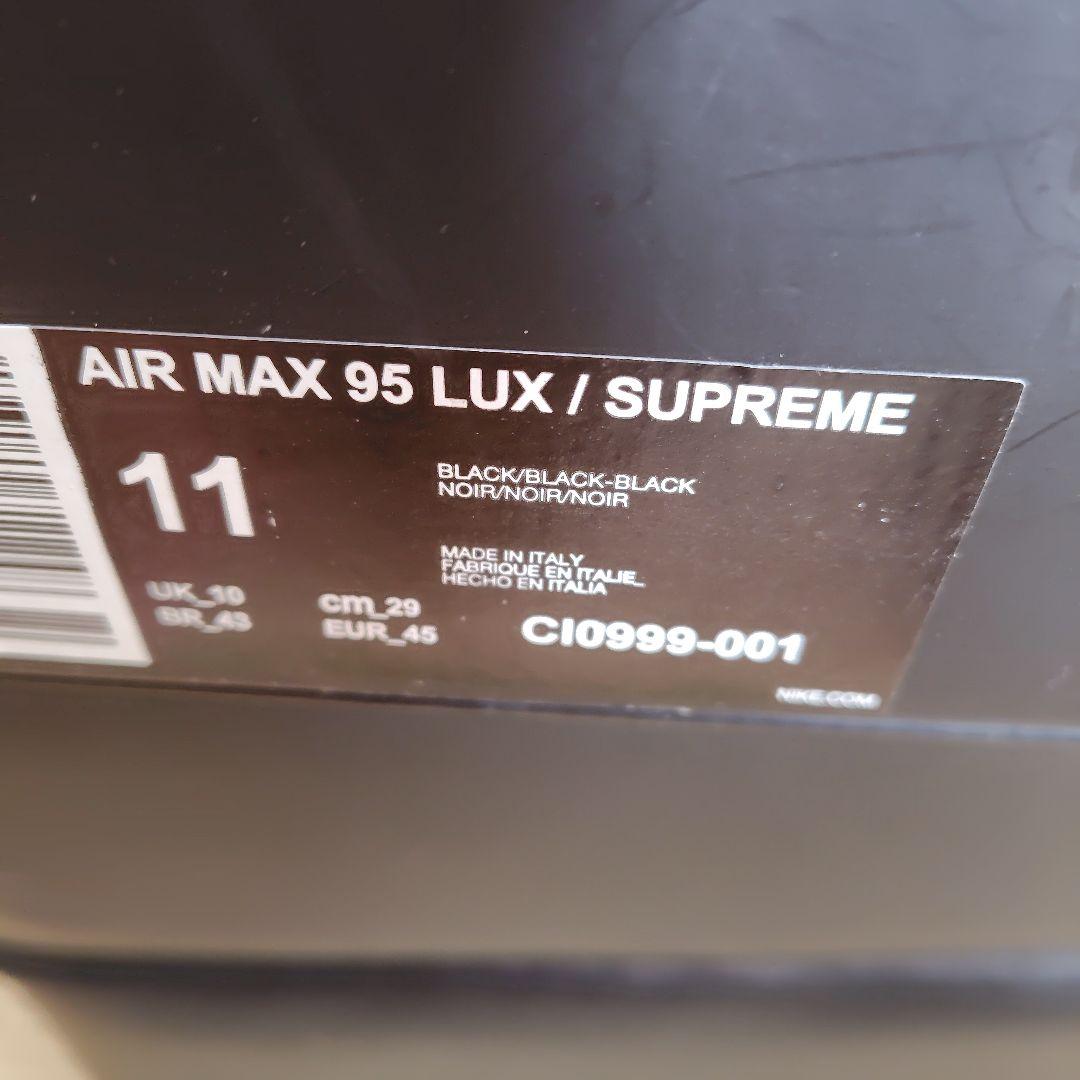 AIR MAX 95 LUX / SUPREME
11
BLACK/BLACK-BLACK
NOIR/NOIR/NOIR
MADE IN ITALY
FABRIQUE EN ITALIE_
HECHO EN ITALIA
UK_10
cm_29
BR_43
EUR_45
CI0999-001
NIKE.COM